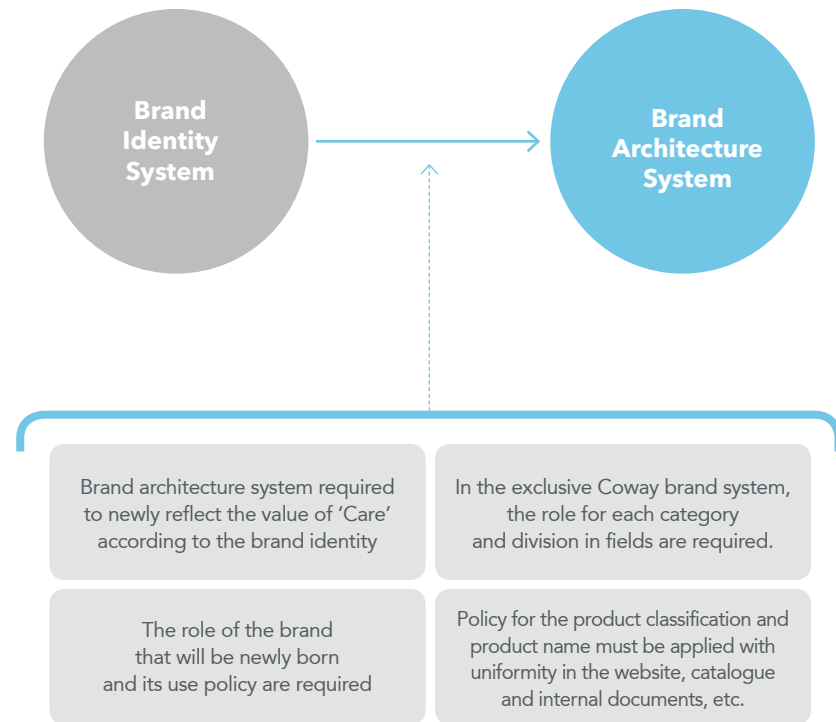 Brand
Identity
System
Brand
Architecture
System
Brand architecture system required
to newly reflect the value of ‘Care’
according to the brand identity
In the exclusive Coway brand system,
the role for each category
and division in fields are required.
The role of the brand
that will be newly born
and its use policy are required
Policy for the product classification and
product name must be applied with
uniformity in the website, catalogue
and internal documents, etc.